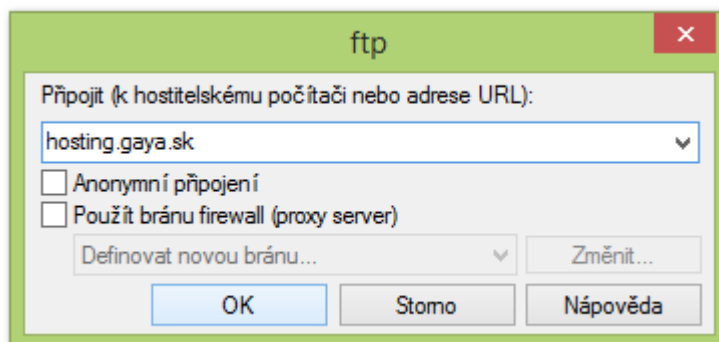 ftp
Připojit (k hostitelskému počítači nebo adrese URL):
hosting.gaya.sk
Anonymní připojení
Použít bránu firewall (proxy server)
Definovat novou bránu... Změnit...
OK Storno Nápověda